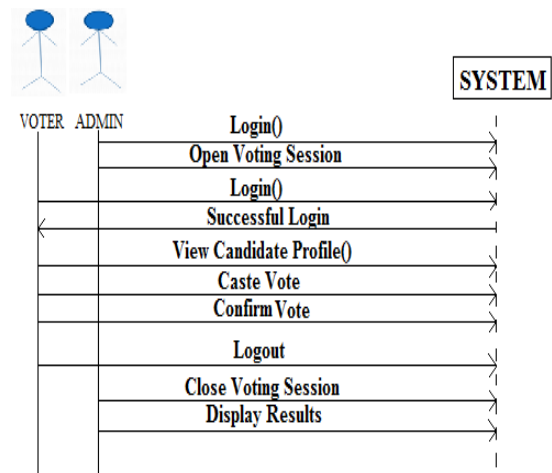 SYSTEM
VOTER ADMIN
Login()
Open Voting Session
Login()
Successful Login
View Candidate Profile()
Caste Vote
Confirm Vote
Logout
Close Voting Session
Display Results